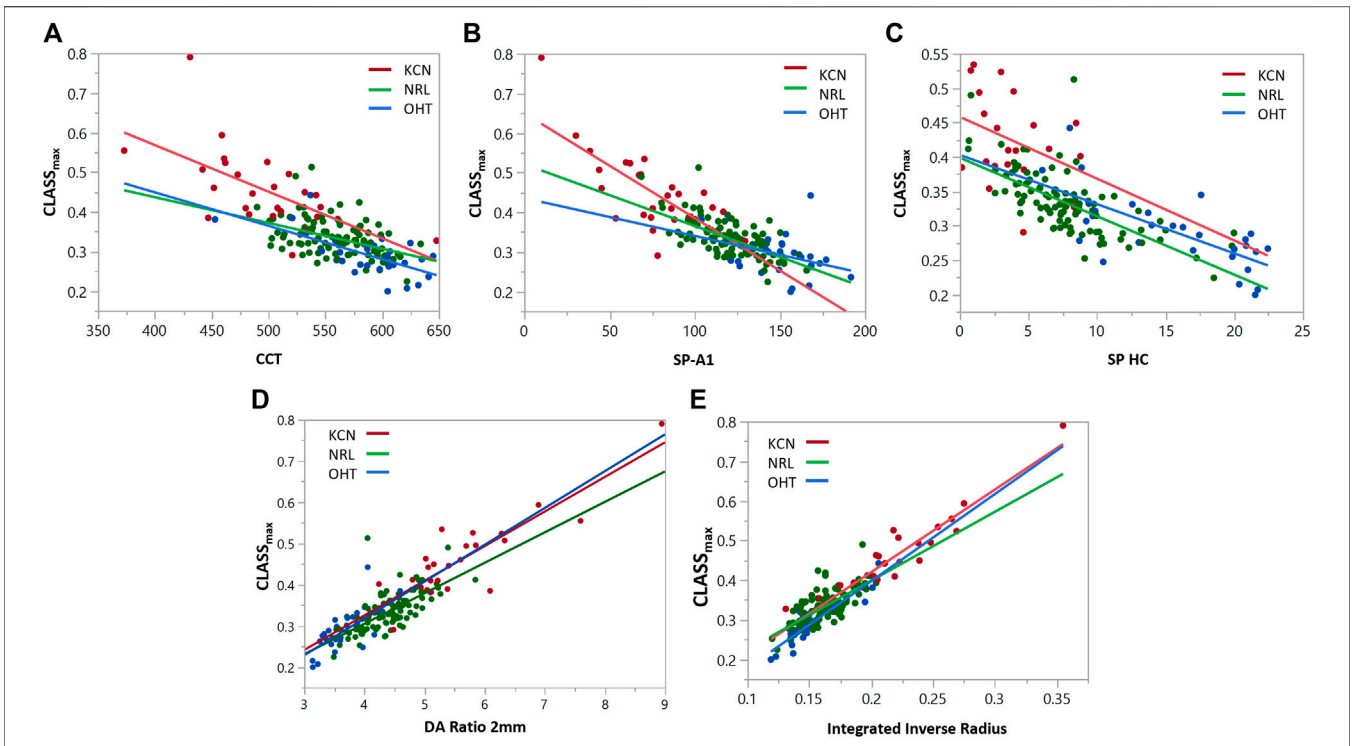 A
CLASSmax
0.8
0.7
0.6
0.5
0.4
0.3
0.2
350 400 450 500 550 600 650
CCT
KCN
NRL
OHT
B
CLASSmax
0.8
0.7
0.6
0.5
0.4
0.3
0.2
0 50 100 150 200
SP-A1
KCN
NRL
OHT
C
CLASSmax
0.55
0.5
0.45
0.4
0.35
0.3
0.25
0.2
0 5 10 15 20 25
SP HC
KCN
NRL
OHT
D
CLASSmax
0.8
0.7
0.6
0.5
0.4
0.3
0.2
3 4 5 6 7 8 9
DA Ratio 2mm
KCN
NRL
OHT
E
CLASSmax
0.8
0.7
0.6
0.5
0.4
0.3
0.2
0.1 0.15 0.2 0.25 0.3 0.35
Integrated Inverse Radius
KCN
NRL
OHT